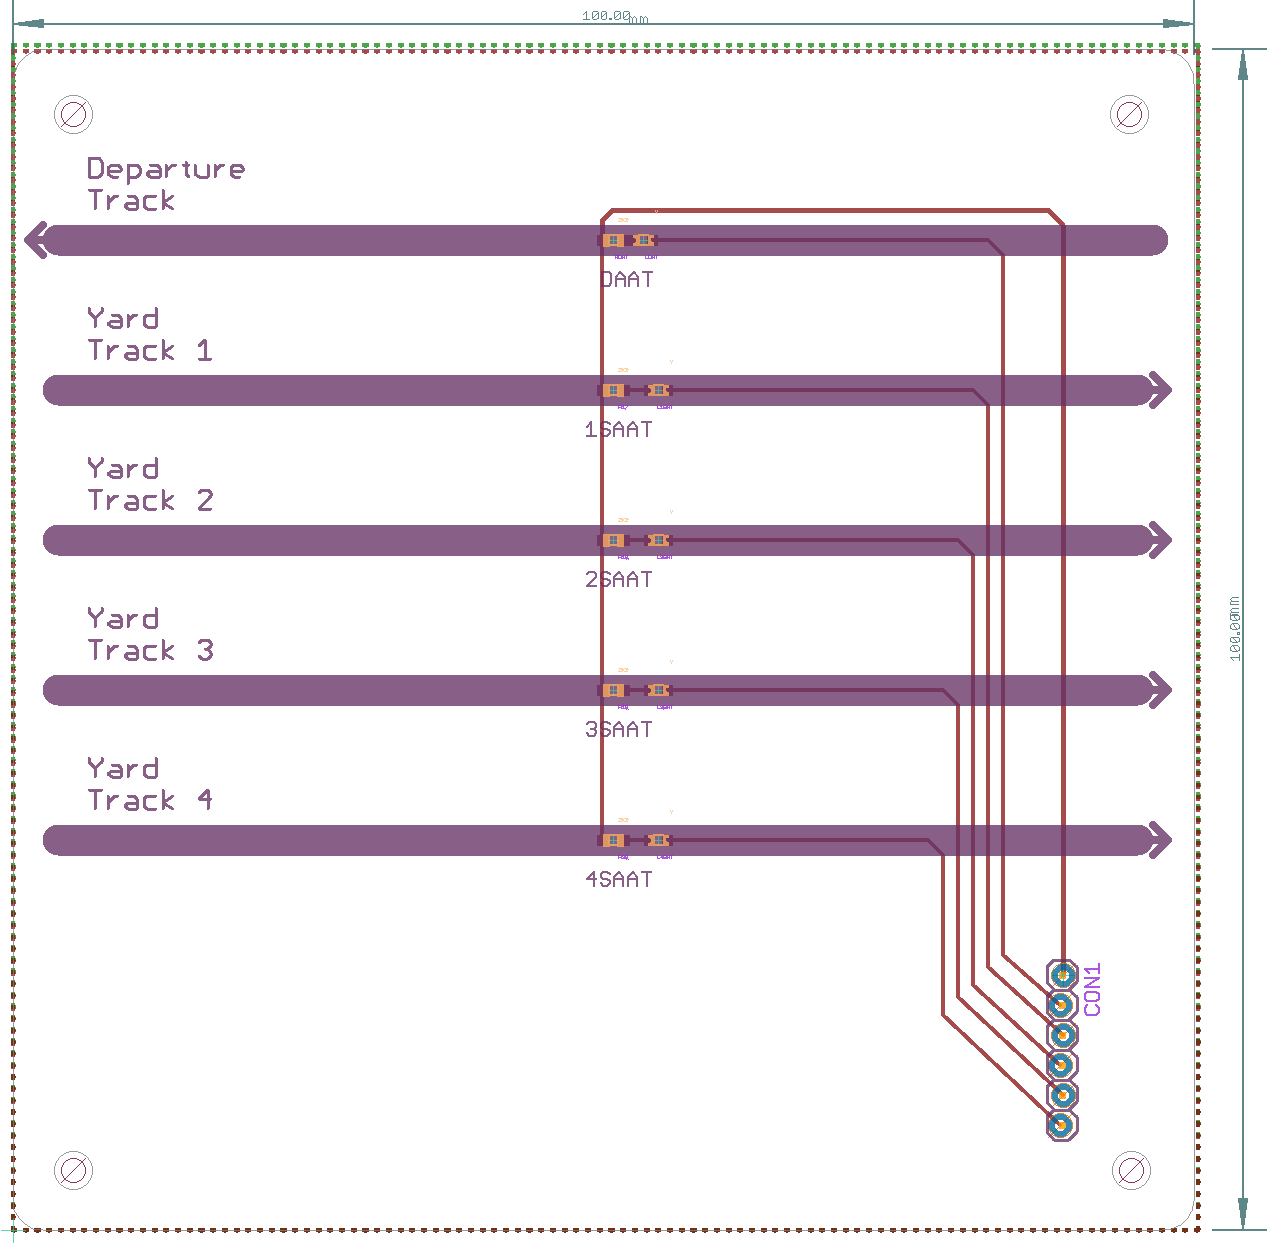 100.00mm
Departure
Track
DAAT
Yard
Track 1
1SAAT
Yard
Track 2
2SAAT
100.00mm
Yard
Track 3
3SAAT
Yard
Track 4
4SAAT
CON1